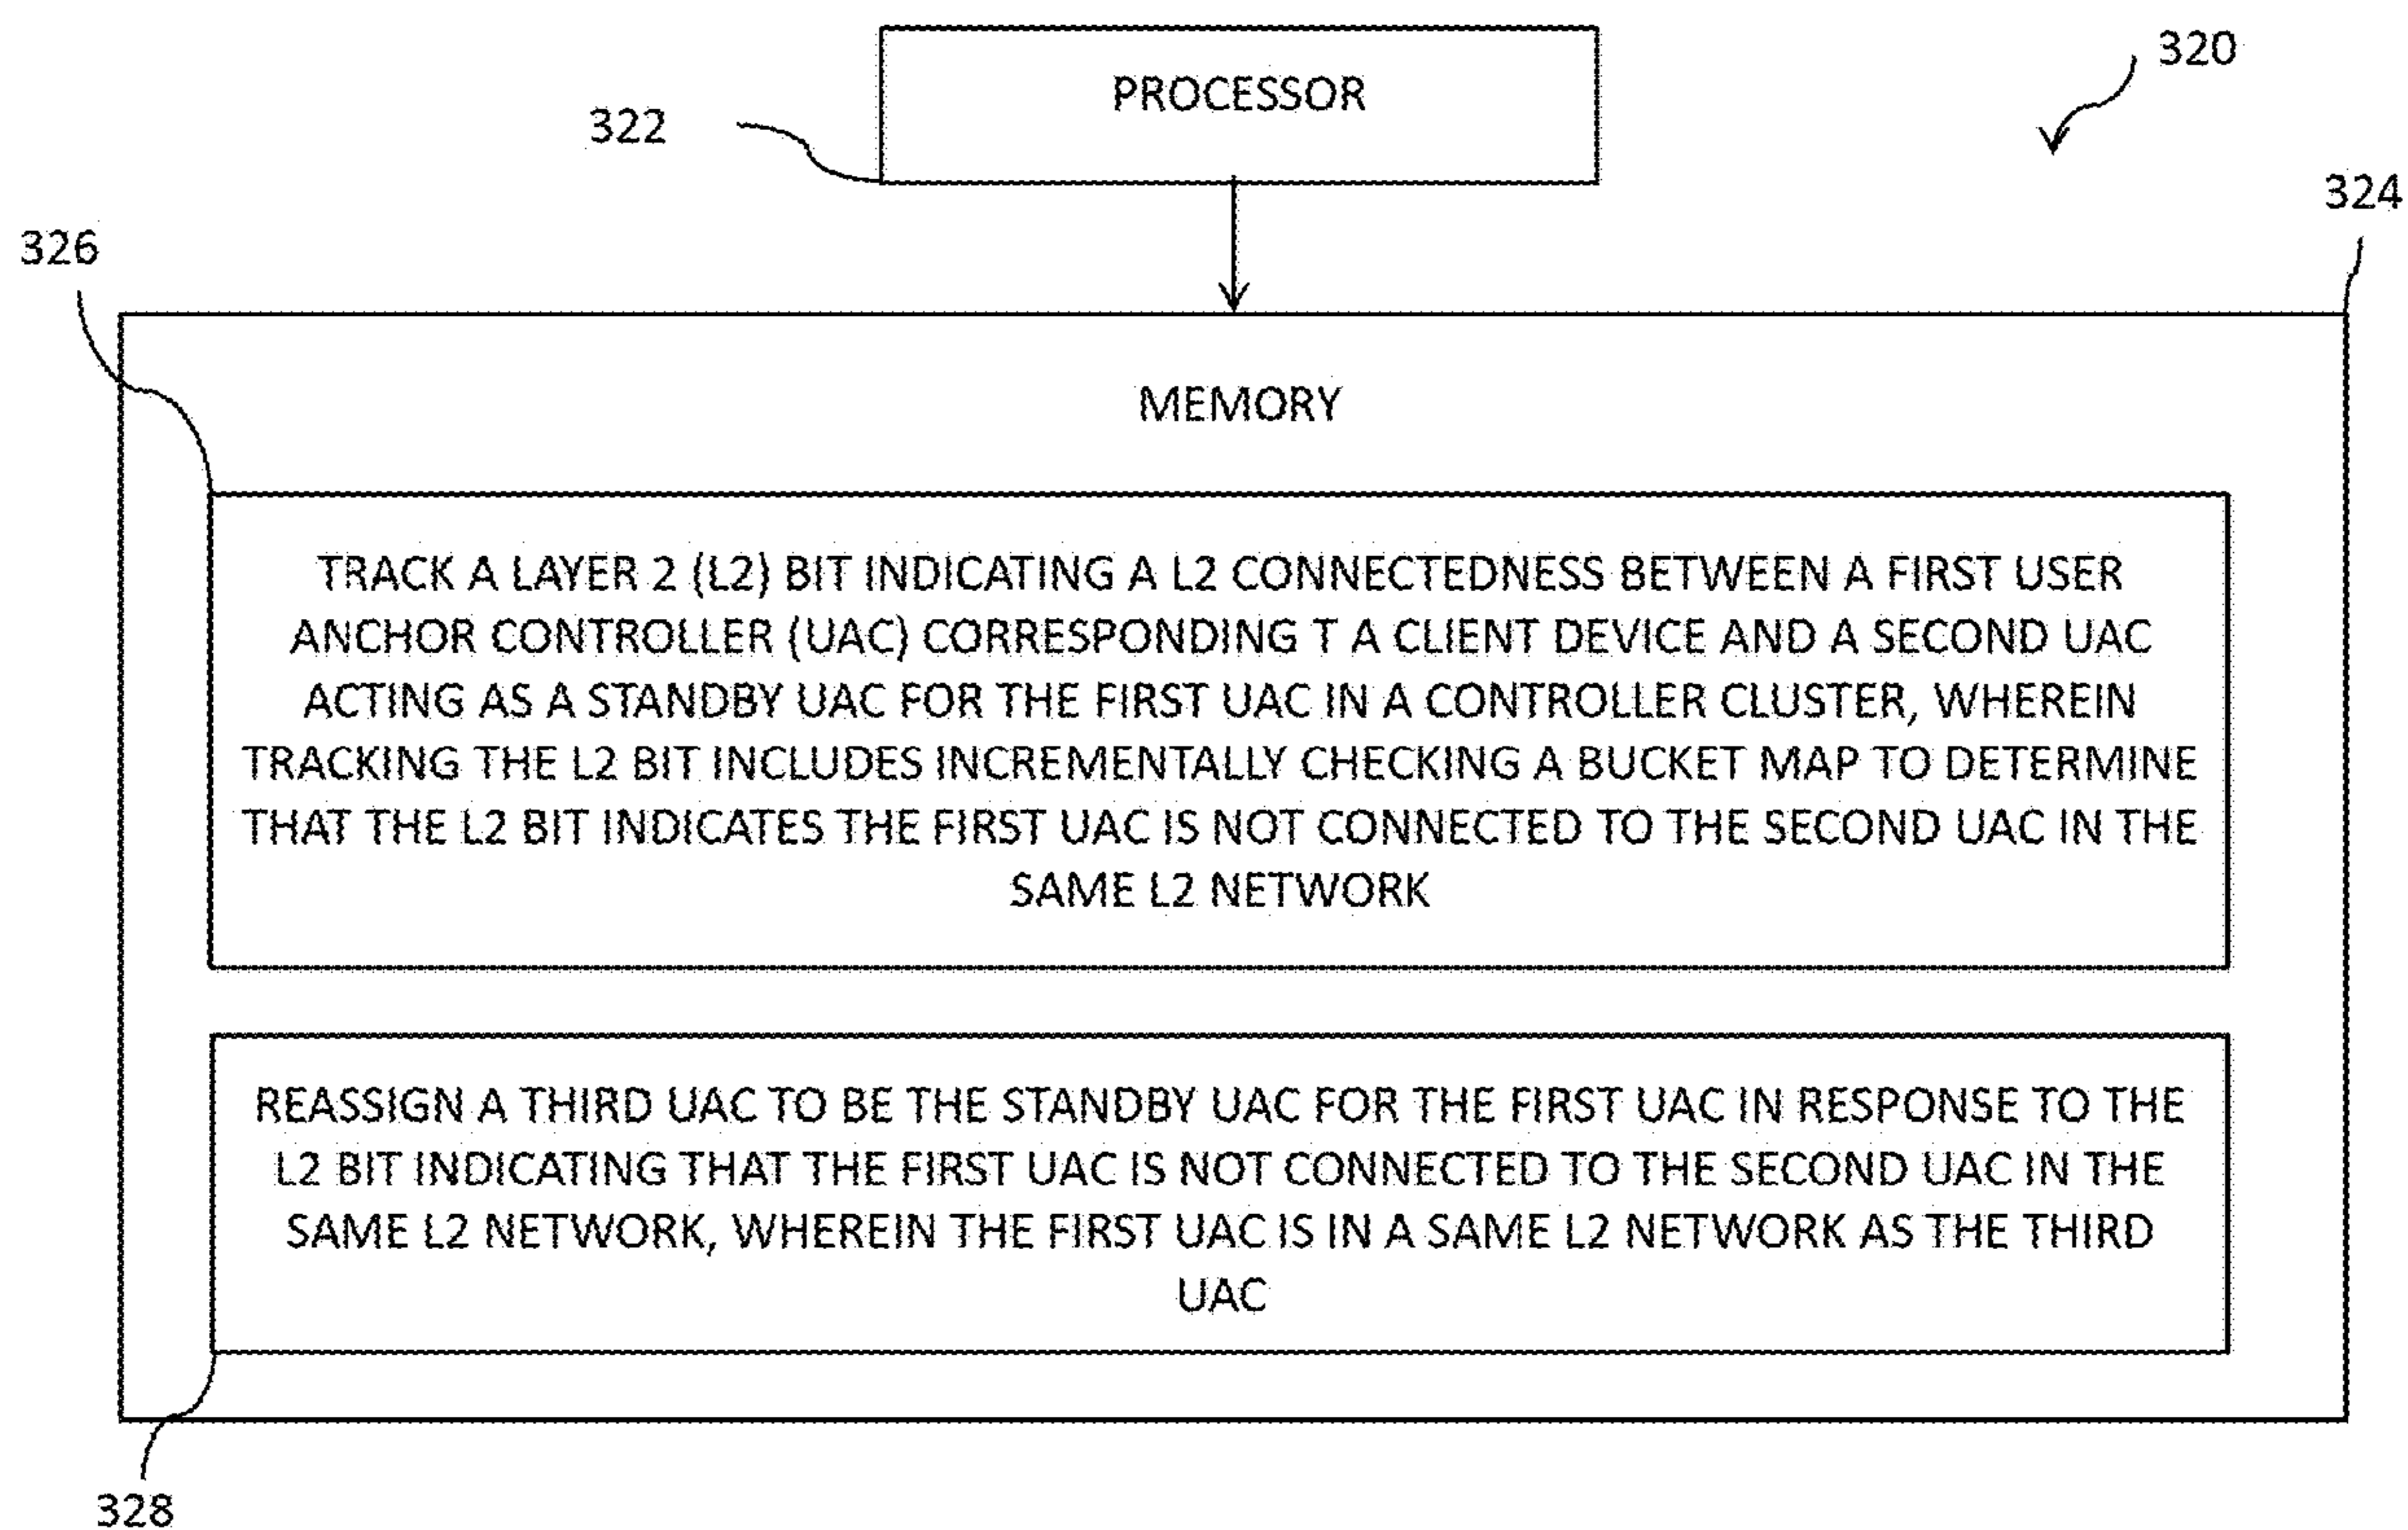 PROCESSOR
320
322
324
326
MEMORY
TRACK A LAYER 2 (L2) BIT INDICATING A L2 CONNECTEDNESS BETWEEN A FIRST USER
ANCHOR CONTROLLER (UAC) CORRESPONDING T A CLIENT DEVICE AND A SECOND UAC
ACTING AS A STANDBY UAC FOR THE FIRST UAC IN A CONTROLLER CLUSTER, WHEREIN
TRACKING THE L2 BIT INCLUDES INCREMENTALLY CHECKING A BUCKET MAP TO DETERMINE
THAT THE L2 BIT INDICATES THE FIRST UAC IS NOT CONNECTED TO THE SECOND UAC IN THE
SAME L2 NETWORK
REASSIGN A THIRD UAC TO BE THE STANDBY UAC FOR THE FIRST UAC IN RESPONSE TO THE
L2 BIT INDICATING THAT THE FIRST UAC IS NOT CONNECTED TO THE SECOND UAC IN THE
SAME L2 NETWORK, WHEREIN THE FIRST UAC IS IN A SAME L2 NETWORK AS THE THIRD
UAC
328